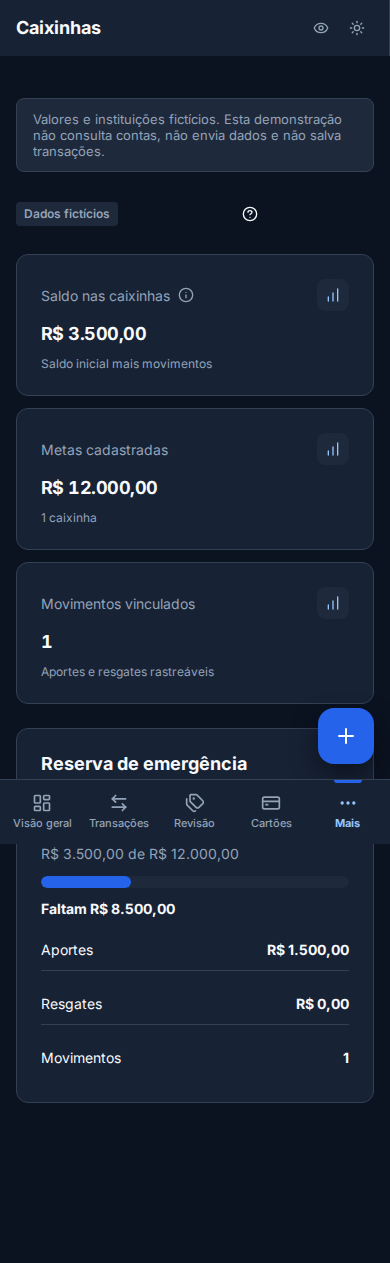 Caixinhas
Valores e instituições fictícios. Esta demonstração
não consulta contas, não envia dados e não salva
transações.
Dados fictícios
Saldo nas caixinhas
R$ 3.500,00
Saldo inicial mais movimentos
Metas cadastradas
R$ 12.000,00
1 caixinha
Movimentos vinculados
1
Aportes e resgates rastreáveis
Reserva de emergência
Visão geral
Transações
Revisão
Cartões
Mais
R$ 3.500,00 de R$ 12.000,00
Faltam R$ 8.500,00
Aportes R$ 1.500,00
Resgates R$ 0,00
Movimentos 1